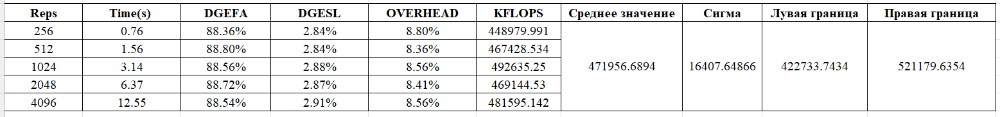 Reps Time(s) DGEFA DGESL OVERHEAD KFLOPS Среднее значение Сигма Лувая граница Правая граница
256 0.76 88.36% 2.84% 8.80% 448979.991
512 1.56 88.80% 2.84% 8.36% 467428.534
1024 3.14 88.56% 2.88% 8.56% 492635.25 471956.6894 16407.64866 422733.7434 521179.6354
2048 6.37 88.72% 2.87% 8.41% 469144.53
4096 12.55 88.54% 2.91% 8.56% 481595.142